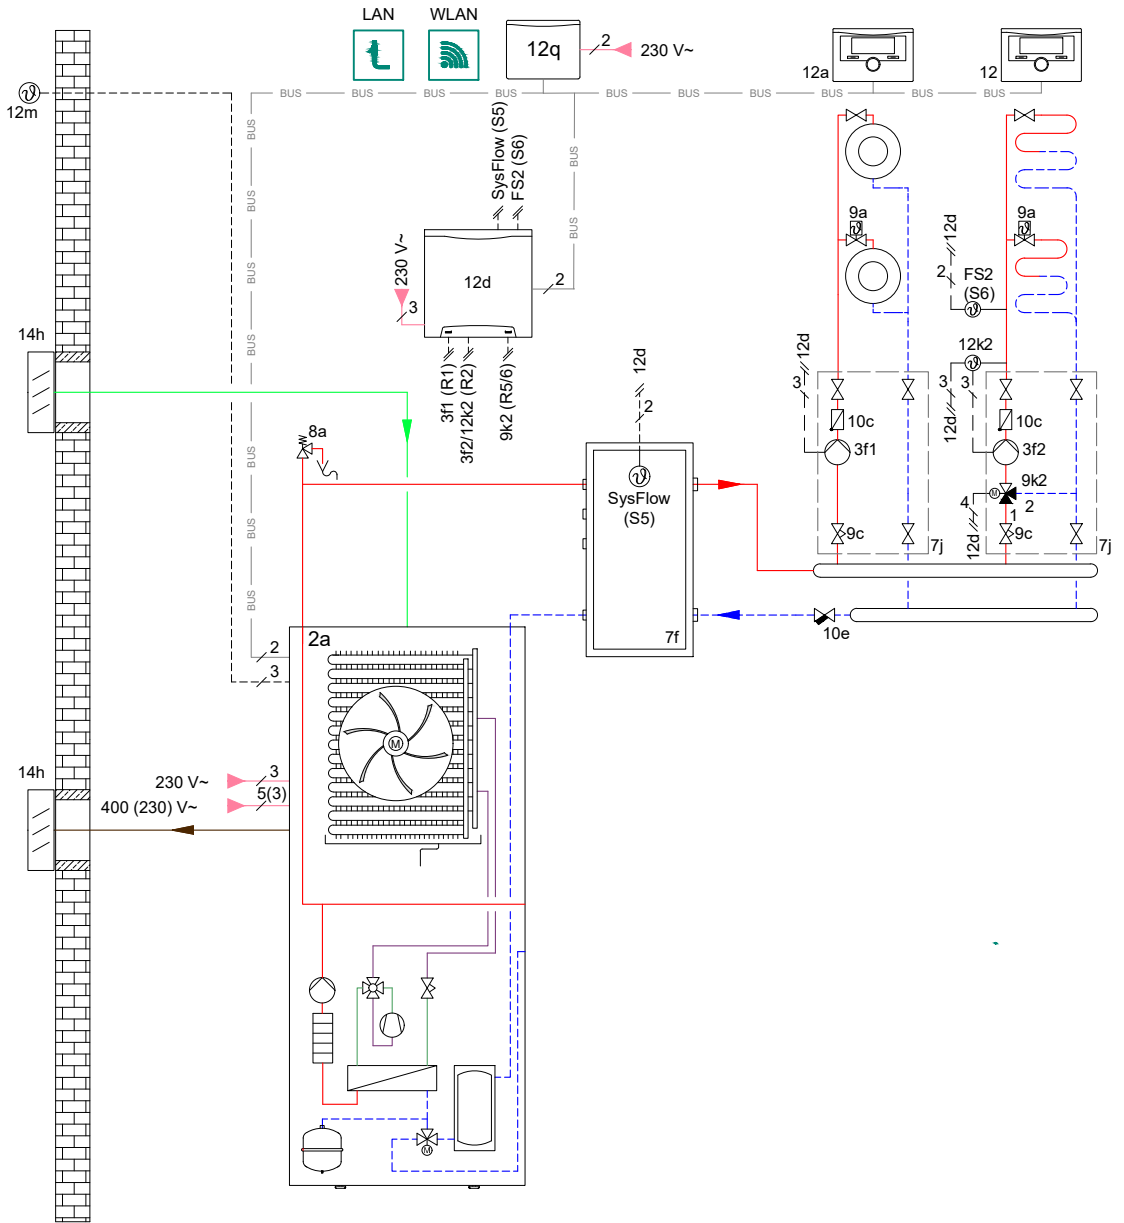 LAN
WLAN
12q
2
230 V~
12a
12
BUS BUS BUS BUS BUS BUS BUS BUS BUS BUS
12m
BUS
BUS
BUS
BUS
BUS
BUS
BUS
SysFlow (S5)
FS2 (S6)
230 V~
3
12d
2
3f1 (R1)
3f2/12k2 (R2)
9k2 (R5/6)
9a
9a
12d
2
FS2
(S6)
12k2
12d
3
12d
3
3
10c
10c
3f1
3f2
9k2
M
4
1
2
12d
9c
9c
7j
7j
14h
8a
12d
2
SysFlow
(S5)
7f
10e
2a
2
3
M
14h
230 V~
3
400 (230) V~
5(3)
M